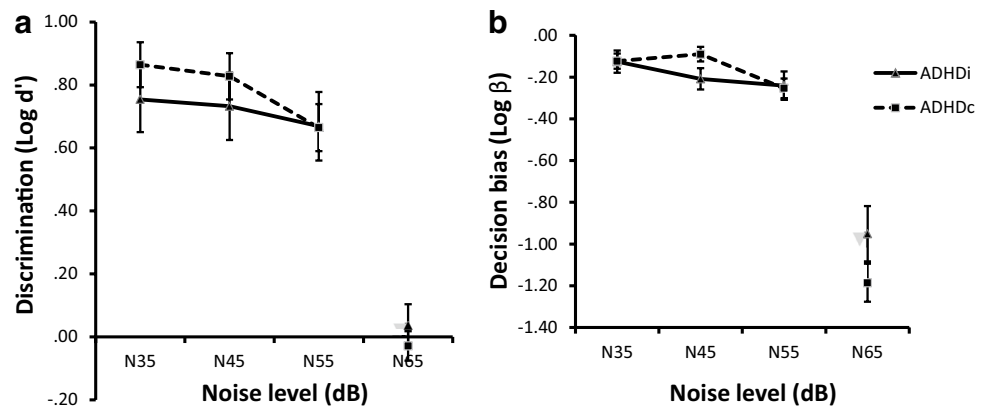 a
1.00
.80
.60
.40
.20
.00
-.20
Discrimination (Log d')
N35 N45 N55 N65
Noise level (dB)
b
.00
-.20
-.40
-.60
-.80
-1.00
-1.20
-1.40
Decision bias (Log β)
N35 N45 N55 N65
Noise level (dB)
ADHDi
ADHDc